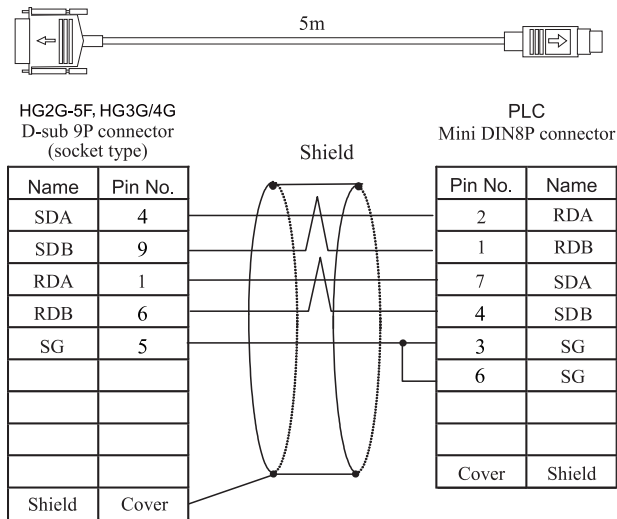 5m
HG2G-5F, HG3G/4G
D-sub 9P connector
(socket type)
Shield
PLC
Mini DIN8P connector
Name Pin No.
SDA 4
SDB 9
RDA 1
RDB 6
SG 5
Shield Cover
Pin No. Name
2 RDA
1 RDB
7 SDA
4 SDB
3 SG
6 SG
Cover Shield